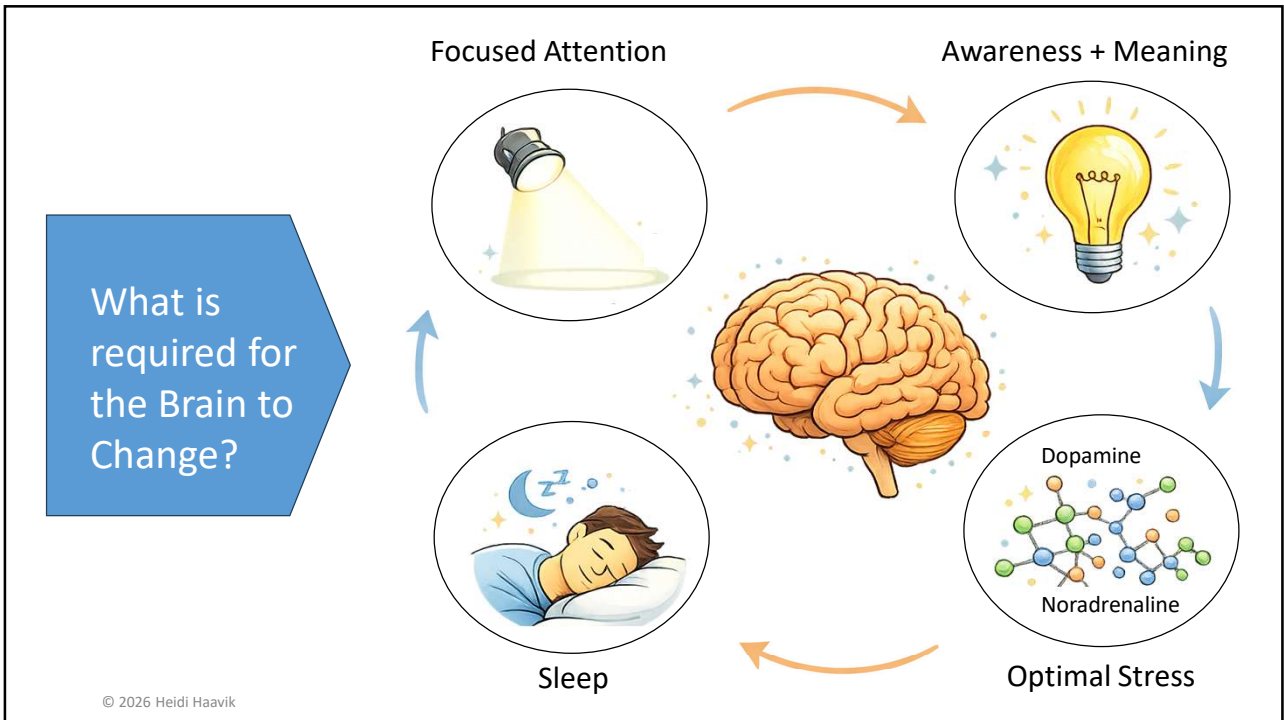 What is
required for
the Brain to
Change?
Focused Attention
Awareness + Meaning
Dopamine
Noradrenaline
Optimal Stress
zzz
Sleep
© 2026 Heidi Haavik